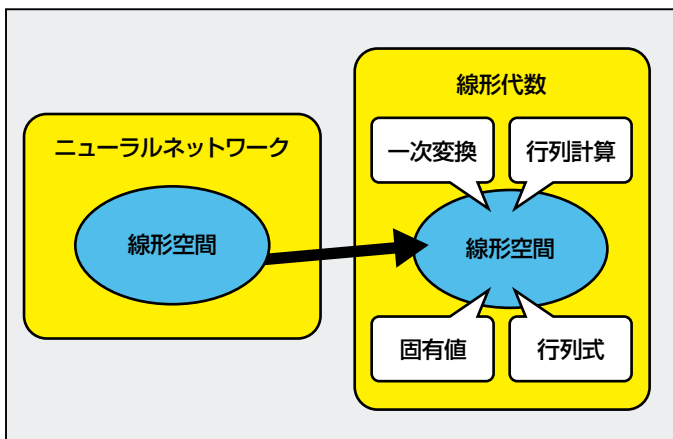 線形代数
ニューラルネットワーク
一次変換
行列計算
線形空間
線形空間
固有値
行列式